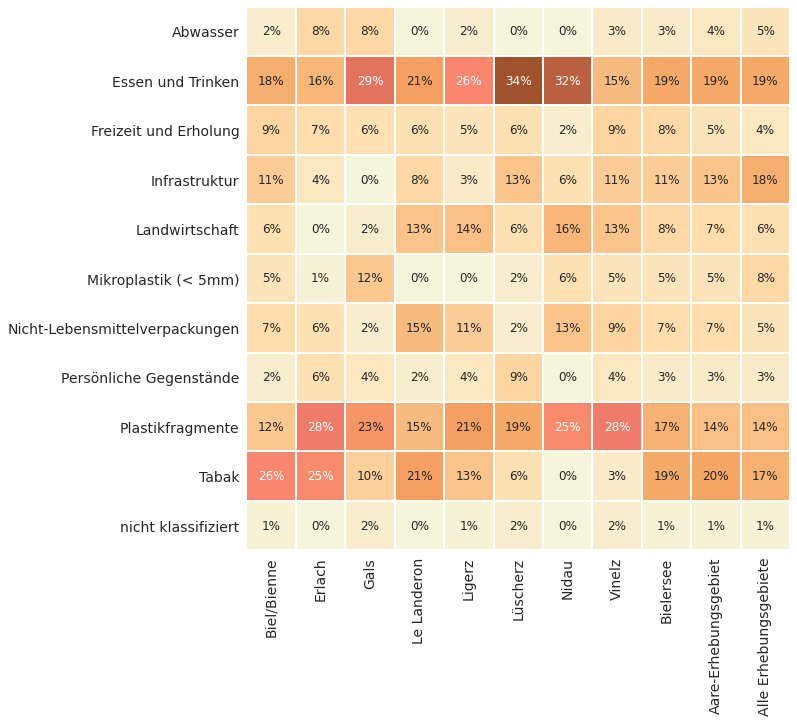 Abwasser 2% 8% 8% 0% 2% 0% 0% 3% 3% 4% 5%
Essen und Trinken 18% 16% 29% 21% 26% 34% 32% 15% 19% 19% 19%
Freizeit und Erholung 9% 7% 6% 6% 5% 6% 2% 9% 8% 5% 4%
Infrastruktur 11% 4% 0% 8% 3% 13% 6% 11% 11% 13% 18%
Landwirtschaft 6% 0% 2% 13% 14% 6% 16% 13% 8% 7% 6%
Mikroplastik (< 5mm) 5% 1% 12% 0% 0% 2% 6% 5% 5% 5% 8%
Nicht-Lebensmittelverpackungen 7% 6% 2% 15% 11% 2% 13% 9% 7% 7% 5%
Persönliche Gegenstände 2% 6% 4% 2% 4% 9% 0% 4% 3% 3% 3%
Plastikfragmente 12% 28% 23% 15% 21% 19% 25% 28% 17% 14% 14%
Tabak 26% 25% 10% 21% 13% 6% 0% 3% 19% 20% 17%
nicht klassifiziert 1% 0% 2% 0% 1% 2% 0% 2% 1% 1% 1%
Biel/Bienne
Erlach
Gals
Le Landeron
Ligerz
Lüscherz
Nidau
Vinelz
Bielersee
Aare-Erhebungsgebiet
Alle Erhebungsgebiete